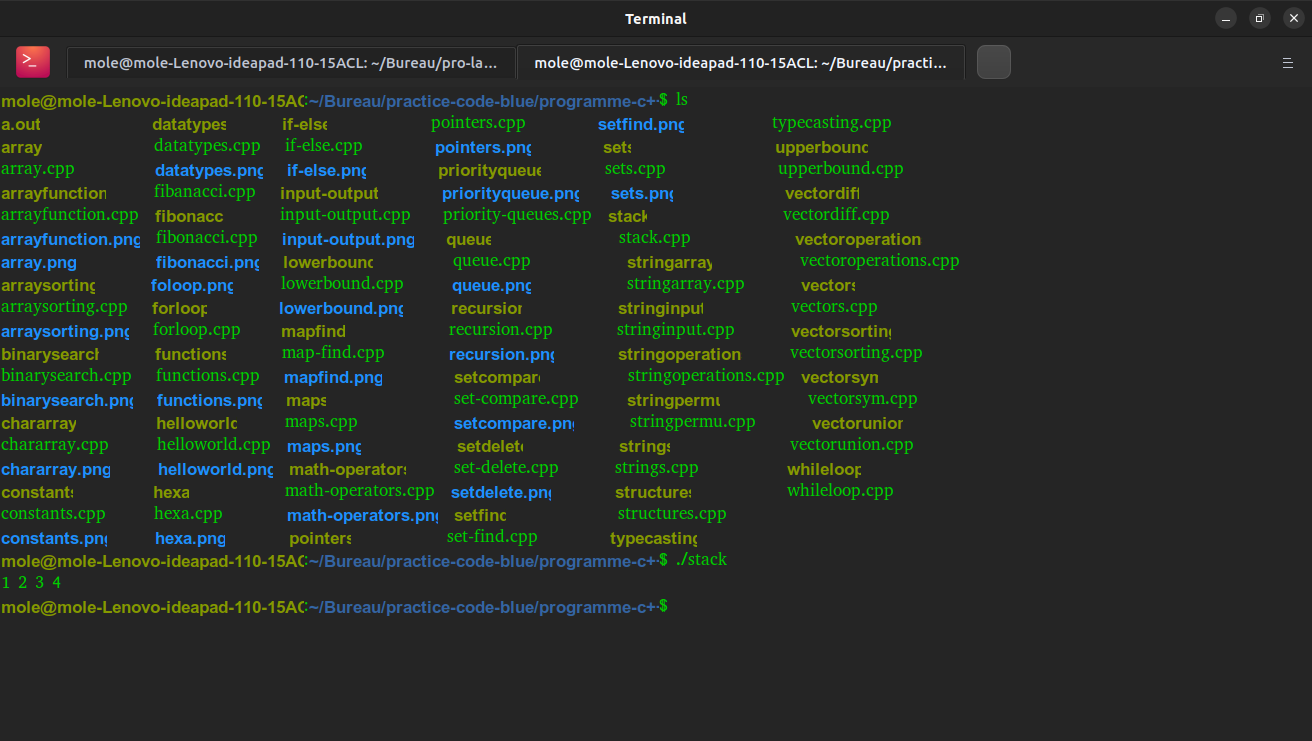 Terminal
mole@mole-Lenovo-ideapad-110-15ACL: ~/Bureau/pro-la... mole@mole-Lenovo-ideapad-110-15ACL: ~/Bureau/practi...
mole@mole-Lenovo-ideapad-110-15AC:~/Bureau/practice-code-blue/programme-c+$ ls
a.out datatypes if-else pointers.cpp setfind.png typecasting.cpp
array datatypes.cpp if-else.cpp pointers.png sets upperbound
array.cpp datatypes.png if-else.png priorityqueue sets.cpp upperbound.cpp
arrayfunction fibanacci.cpp input-output priorityqueue.png sets.png vectordiff
arrayfunction.cpp fibonacc input-output.cpp priority-queues.cpp stack vectordiff.cpp
arrayfunction.png fibonacci.cpp input-output.png queue stack.cpp vectoroperation
array.png fibonacci.png lowerbound queue.cpp stringarray vectoroperations.cpp
arraysorting foloop.png lowerbound.cpp queue.png stringarray.cpp vectors
arraysorting.cpp forloop lowerbound.png recursion stringinput vectors.cpp
arraysorting.png forloop.cpp mapfind recursion.cpp stringinput.cpp vectorsorting
binarysearch functions map-find.cpp recursion.png stringoperation vectorsorting.cpp
binarysearch.cpp functions.cpp mapfind.png setcompare stringoperations.cpp vectorsym
binarysearch.png functions.png maps set-compare.cpp stringpermu vectorsym.cpp
chararray helloworld maps.cpp setcompare.png stringpermu.cpp vectorunion
chararray.cpp helloworld.cpp maps.png setdelete strings vectorunion.cpp
chararray.png helloworld.png math-operators set-delete.cpp strings.cpp whileloop
constants hexa math-operators.cpp setdelete.png structures whileloop.cpp
constants.cpp hexa.cpp math-operators.png setfind structures.cpp
constants.png hexa.png pointers set-find.cpp typecasting
mole@mole-Lenovo-ideapad-110-15AC:~/Bureau/practice-code-blue/programme-c+$ ./stack
1 2 3 4
mole@mole-Lenovo-ideapad-110-15AC:~/Bureau/practice-code-blue/programme-c+$